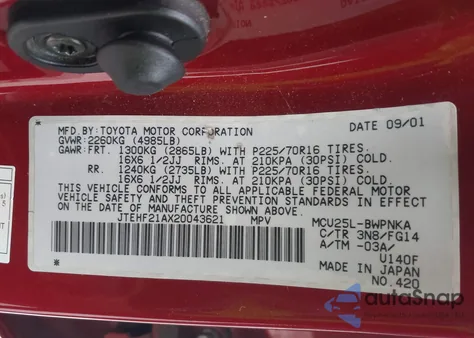 MFD. BY: TOYOTA MOTOR CORPORATION DATE 09/01
GVWR: 2260KG (4985LB)
GAWR: FRT. 1300KG (2865LB) WITH P225/70R16 TIRES.
16X6 1/2JJ RIMS. AT 210KPA (30PSI) COLD.
RR. 1240KG (2735LB) WITH P225/70R16 TIRES.
16X6 1/2JJ RIMS. AT 210KPA (30PSI) COLD.
THIS VEHICLE CONFORMS TO ALL APPLICABLE FEDERAL MOTOR
VEHICLE SAFETY AND THEFT PREVENTION STANDARDS IN EFFECT
ON THE DATE OF MANUFACTURE SHOWN ABOVE.
JTEHF21AX20043621 MPV
MCU25L-BWPNKA
C/TR 3N8/FG14
A/TM -03A/
U140F
MADE IN JAPAN
NO. 420
autoSnap